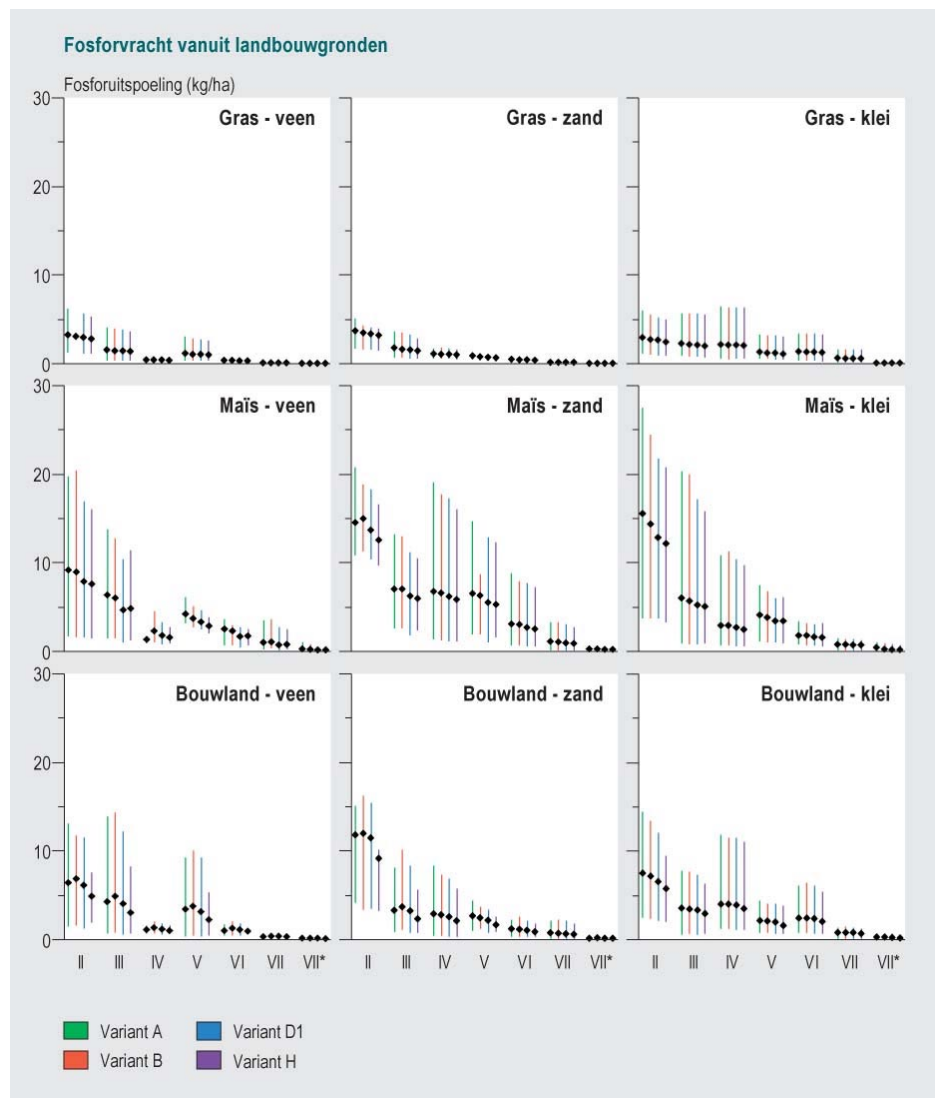 Fosforvracht vanuit landbouwgronden
Fosforuitspoeling (kg/ha)
30
20
10
0
Gras - veen
Gras - zand
Gras - klei
30
20
10
0
Maïs - veen
Maïs - zand
Maïs - klei
30
20
10
0
Bouwland - veen
Bouwland - zand
Bouwland - klei
II III IV V VI VII VII* II III IV V VI VII VII* II III IV V VI VII VII*
Variant A Variant D1
Variant B Variant H